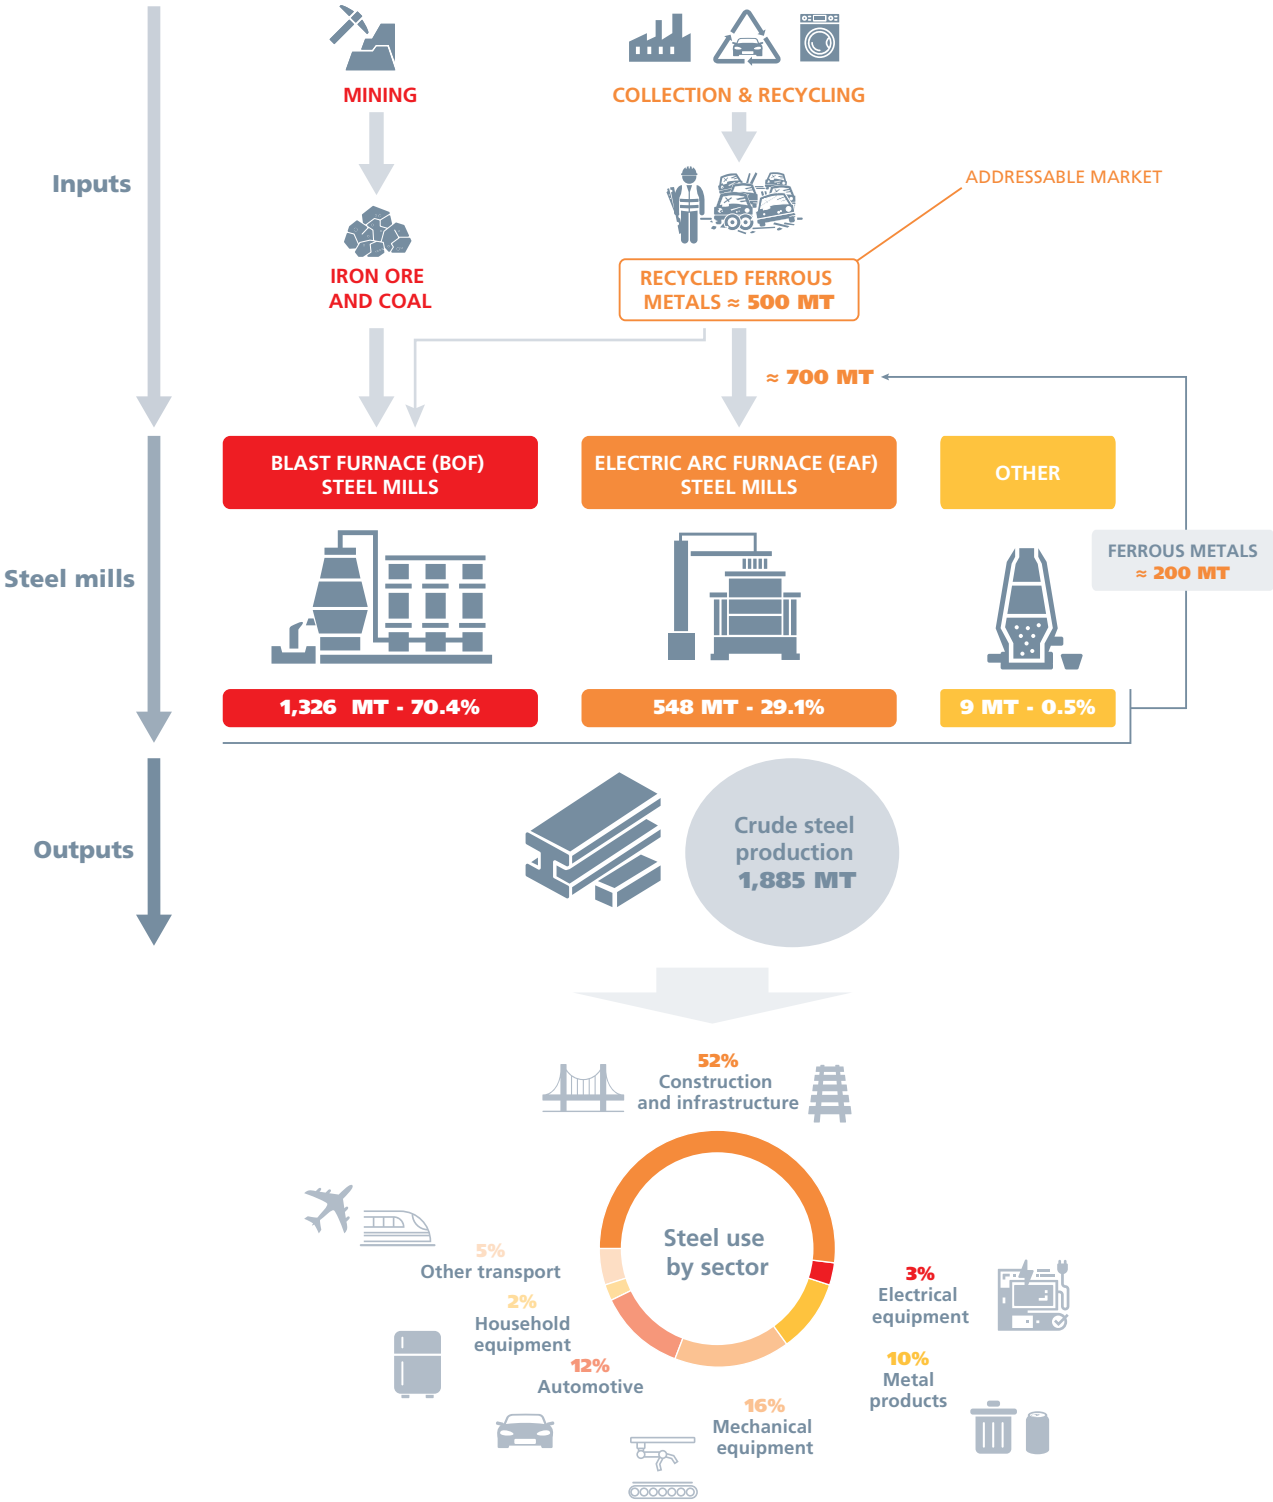 MINING
COLLECTION & RECYCLING
Inputs
ADDRESSABLE MARKET
IRON ORE
AND COAL
RECYCLED FERROUS
METALS ≈ 500 MT
≈ 700 MT
BLAST FURNACE (BOF)
STEEL MILLS
ELECTRIC ARC FURNACE (EAF)
STEEL MILLS
OTHER
Steel mills
FERROUS METALS
≈ 200 MT
1,326 MT - 70.4%
548 MT - 29.1%
9 MT - 0.5%
Outputs
Crude steel
production
1,885 MT
52%
Construction
and infrastructure
Steel use
by sector
5%
Other transport
2%
Household
equipment
12%
Automotive
16%
Mechanical
equipment
3%
Electrical
equipment
10%
Metal
products